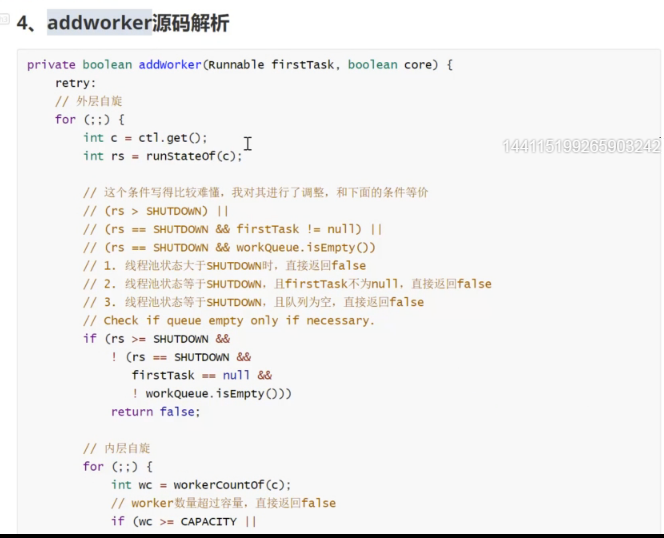 4、addworker源码解析
private boolean addWorker(Runnable firstTask, boolean core) {
retry:
// 外层自旋
for (;;) {
int c = ctl.get();
int rs = runStateOf(c);
144115199265903242
// 这个条件写得比较难懂，我对其进行了调整，和下面的条件等价
// (rs > SHUTDOWN) ||
// (rs == SHUTDOWN && firstTask != null) ||
// (rs == SHUTDOWN && workQueue.isEmpty())
// 1. 线程池状态大于SHUTDOWN时，直接返回false
// 2. 线程池状态等于SHUTDOWN，且firstTask不为null，直接返回false
// 3. 线程池状态等于SHUTDOWN，且队列为空，直接返回false
// Check if queue empty only if necessary.
if (rs >= SHUTDOWN &&
! (rs == SHUTDOWN &&
firstTask == null &&
! workQueue.isEmpty()))
return false;
// 内层自旋
for (;;) {
int wc = workerCountOf(c);
// worker数量超过容量，直接返回false
if (wc >= CAPACITY ||